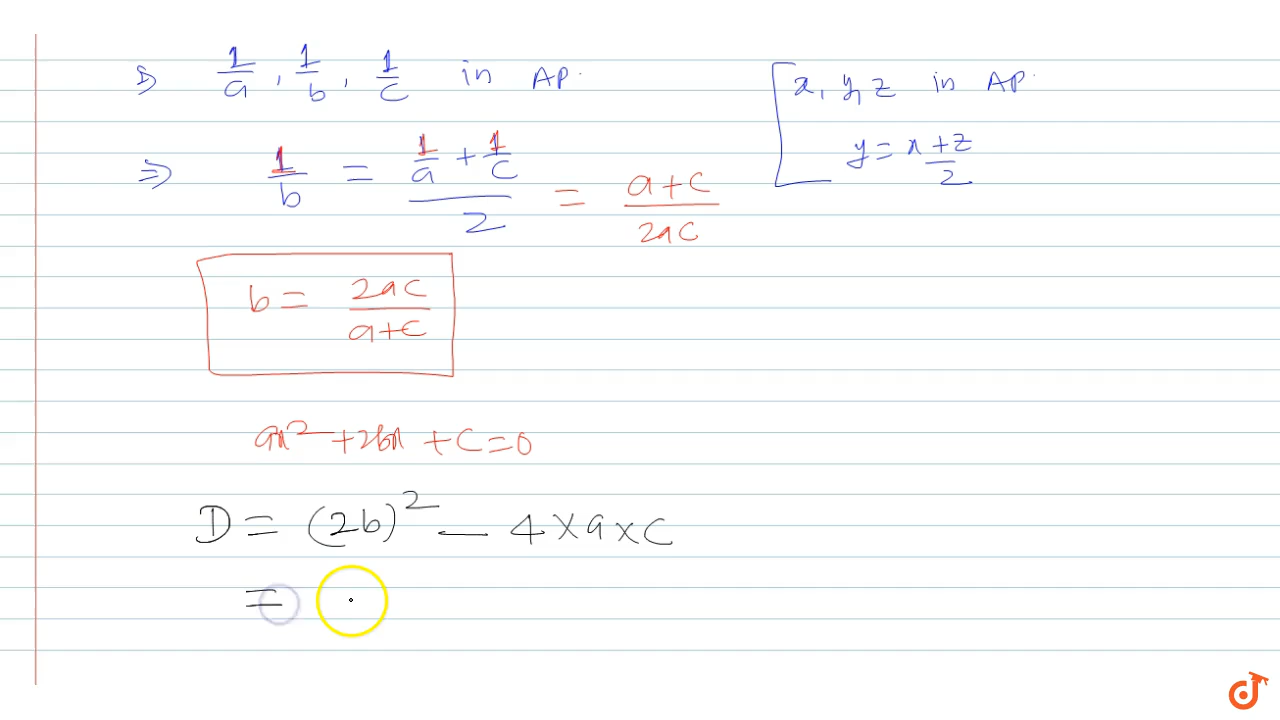 ⇒ 1/a, 1/b, 1/c in AP.
⇒ 1/b = (1/a + 1/c)/2 = (a+c)/(2ac)
[x, y, z in AP.
y = (x+z)/2
b = 2ac/(a+c)
ax² + 2bx + c = 0
D = (2b)² - 4×a×c
=